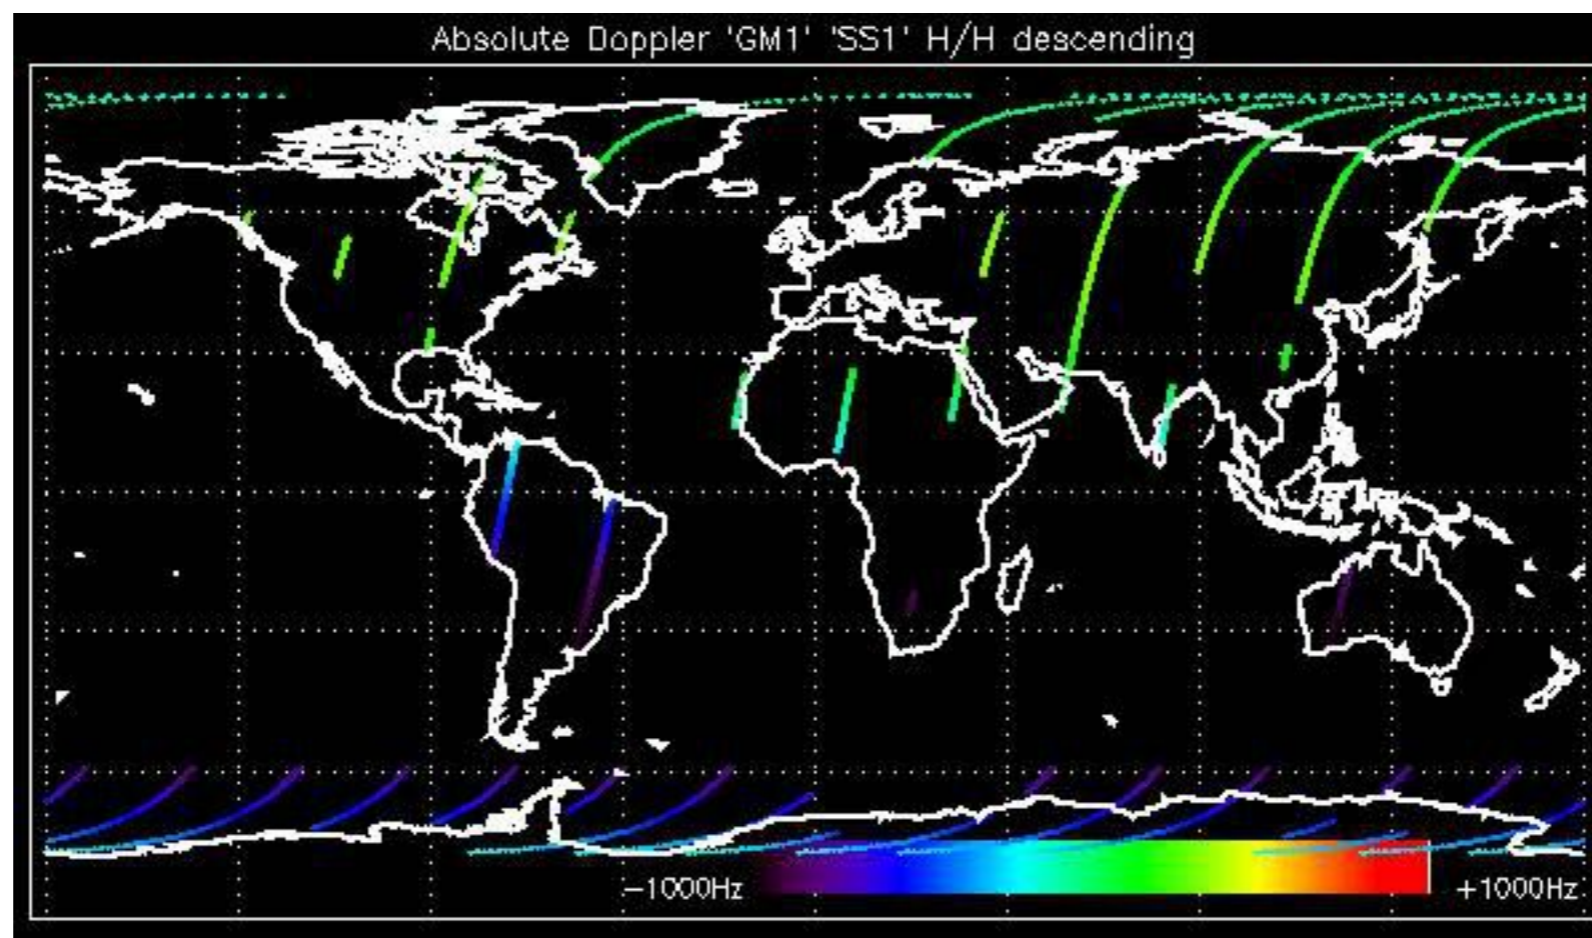 Absolute Doppler 'GM1' 'SS1' H/H descending
−1000Hz
+1000Hz